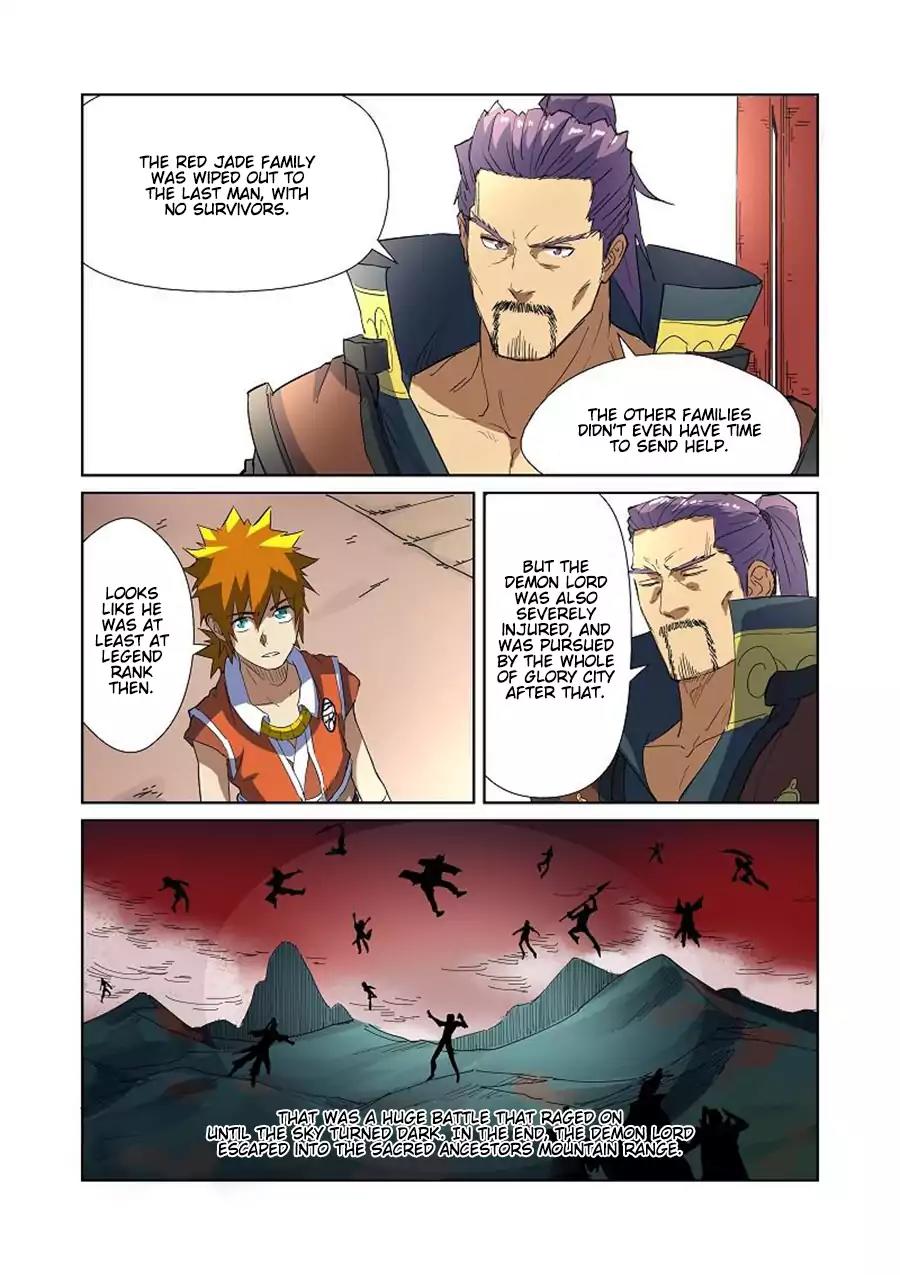 THE RED JADE FAMILY
WAS WIPED OUT TO
THE LAST MAN, WITH
NO SURVIVORS.
THE OTHER FAMILIES
DIDN'T EVEN HAVE TIME
TO SEND HELP.
LOOKS
LIKE HE
WAS AT
LEAST AT
LEGEND
RANK
THEN.
BUT THE
DEMON LORD
WAS ALSO
SEVERELY
INJURED, AND
WAS PURSUED
BY THE WHOLE
OF GLORY CITY
AFTER THAT.
THAT WAS A HUGE BATTLE THAT RAGED ON
UNTIL THE SKY TURNED DARK. IN THE END, THE DEMON LORD
ESCAPED INTO THE SACRED ANCESTORS MOUNTAIN RANGE.